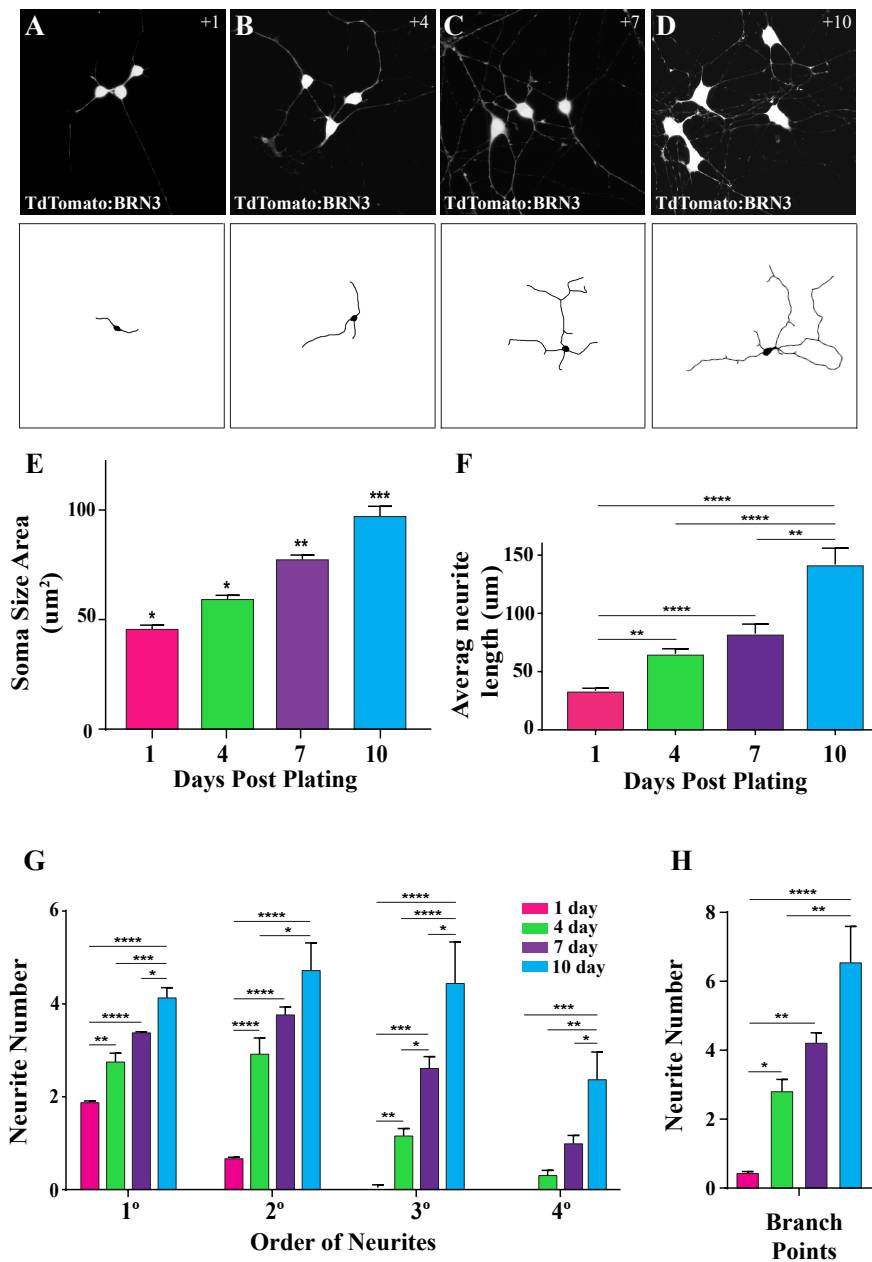 A +1
B +4
C +7
D +10
TdTomato:BRN3
TdTomato:BRN3
TdTomato:BRN3
TdTomato:BRN3
E
Soma Size Area
(um²)
100
50
0
*
*
**
***
1 4 7 10
Days Post Plating
F
Averag neurite
length (um)
150
100
50
0
****
****
**
****
**
1 4 7 10
Days Post Plating
G
Neurite Number
6
4
2
0
****
***
*
****
**
****
*
****
****
****
****
*
***
*
**
***
**
*
1 day
4 day
7 day
10 day
1º 2º 3º 4º
Order of Neurites
H
Neurite Number
8
6
4
2
0
****
**
**
*
Branch
Points